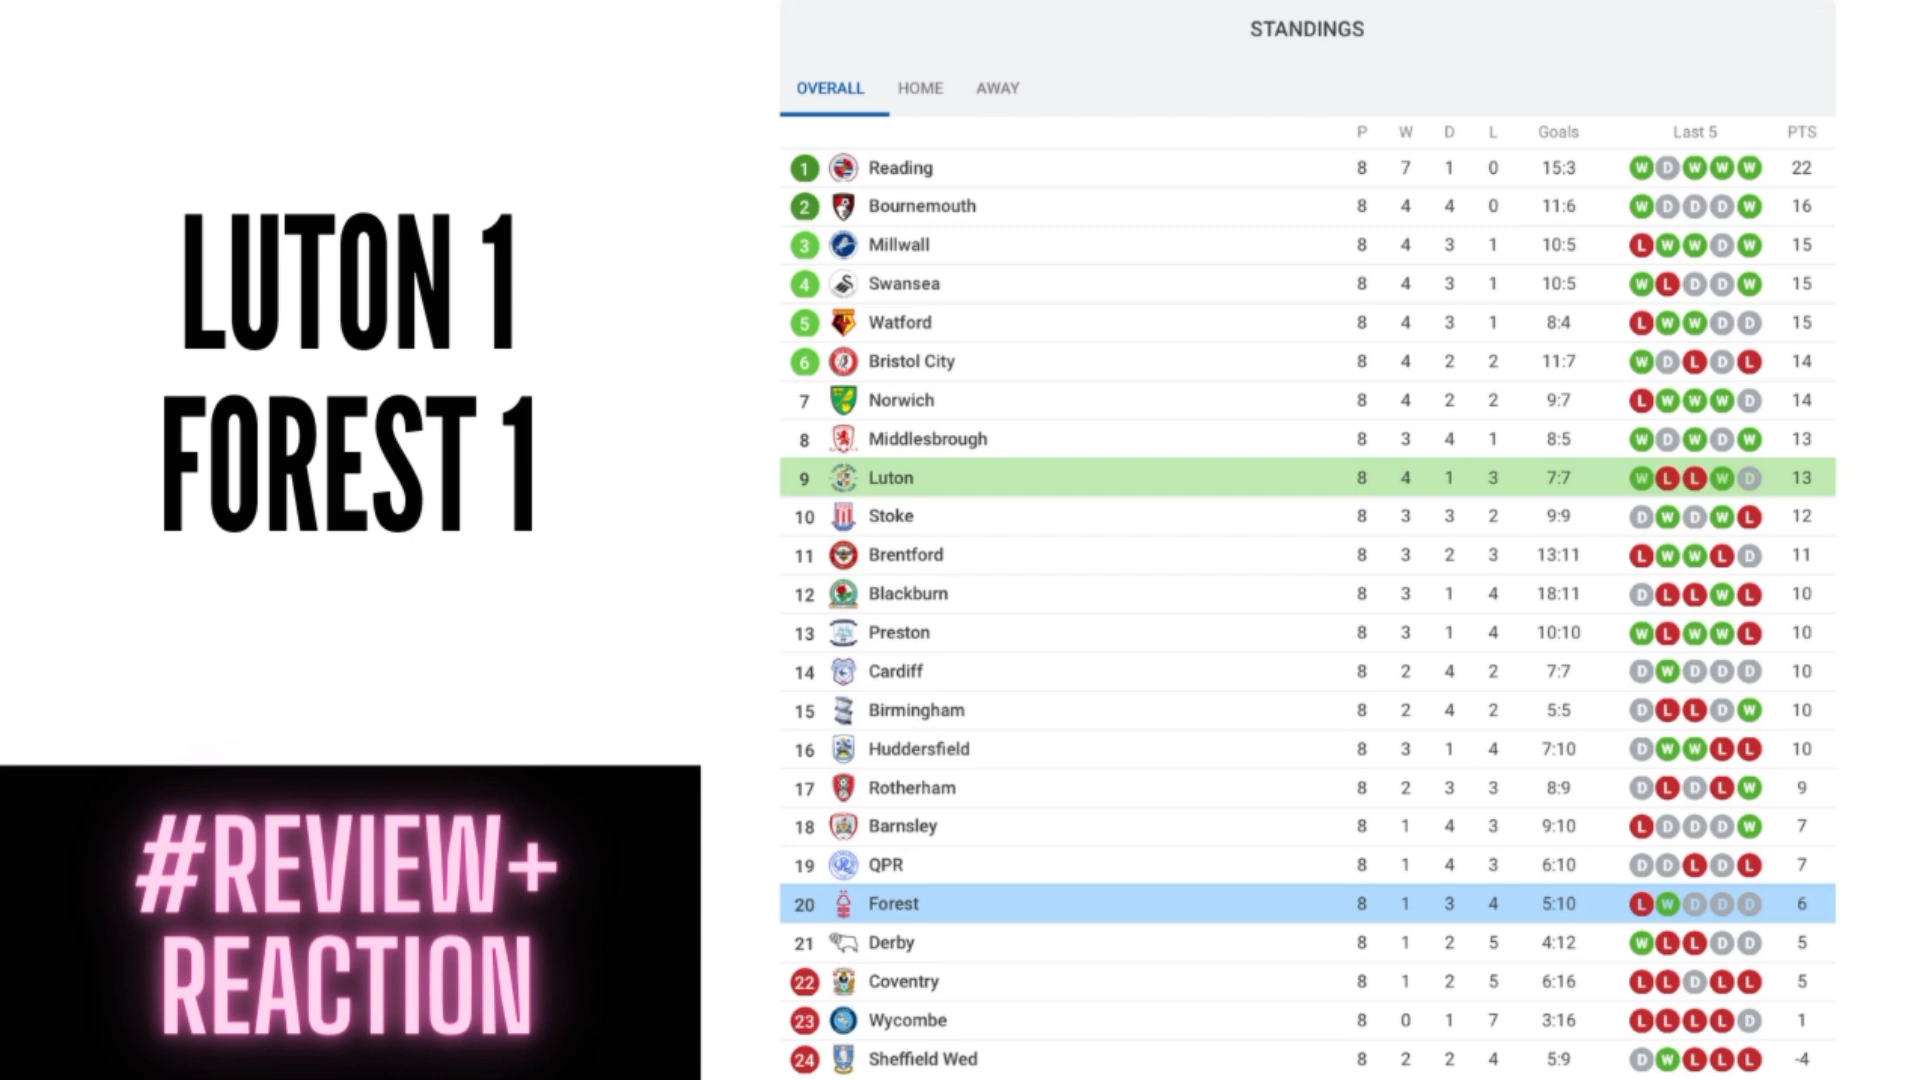 LUTON 1
FOREST 1
#REVIEW+
REACTION
STANDINGS
OVERALL HOME AWAY
P W D L Goals Last 5 PTS
1 Reading 8 7 1 0 15:3 W D W W W 22
2 Bournemouth 8 4 4 0 11:6 W D D D W 16
3 Millwall 8 4 3 1 10:5 L W W D W 15
4 Swansea 8 4 3 1 10:5 W L D D W 15
5 Watford 8 4 3 1 8:4 L W W D D 15
6 Bristol City 8 4 2 2 11:7 W D L D L 14
7 Norwich 8 4 2 2 9:7 L W W W D 14
8 Middlesbrough 8 3 4 1 8:5 W D W D W 13
9 Luton 8 4 1 3 7:7 W L L W D 13
10 Stoke 8 3 3 2 9:9 D W D W L 12
11 Brentford 8 3 2 3 13:11 L W W L D 11
12 Blackburn 8 3 1 4 18:11 D L L W L 10
13 Preston 8 3 1 4 10:10 W L W W L 10
14 Cardiff 8 2 4 2 7:7 D W D D D 10
15 Birmingham 8 2 4 2 5:5 D L L D W 10
16 Huddersfield 8 3 1 4 7:10 D W W L L 10
17 Rotherham 8 2 3 3 8:9 D L D L W 9
18 Barnsley 8 1 4 3 9:10 L D D D W 7
19 QPR 8 1 4 3 6:10 D D L D L 7
20 Forest 8 1 3 4 5:10 L W D D D 6
21 Derby 8 1 2 5 4:12 W L L D D 5
22 Coventry 8 1 2 5 6:16 L L D L L 5
23 Wycombe 8 0 1 7 3:16 L L L L D 1
24 Sheffield Wed 8 2 2 4 5:9 D W L L L -4